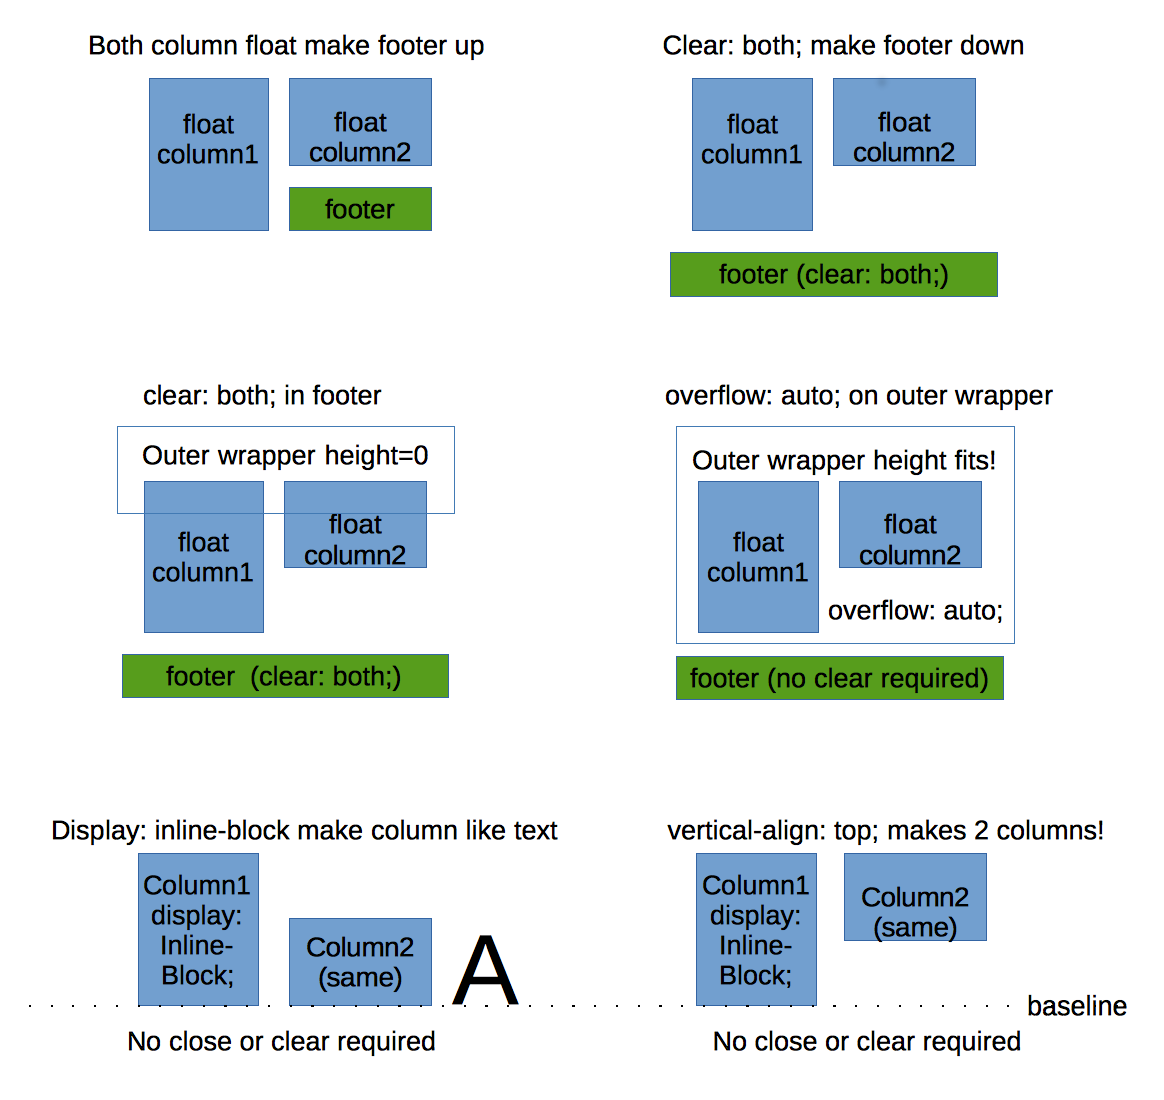 Both column float make footer up
float
column1
float
column2
footer
Clear: both; make footer down
float
column1
float
column2
footer (clear: both;)
clear: both; in footer
Outer wrapper height=0
float
column1
float
column2
footer  (clear: both;)
overflow: auto; on outer wrapper
Outer wrapper height fits!
float
column1
float
column2
overflow: auto;
footer (no clear required)
Display: inline-block make column like text
Column1
display:
Inline-
Block;
Column2
(same)
A
No close or clear required
vertical-align: top; makes 2 columns!
Column1
display:
Inline-
Block;
Column2
(same)
baseline
No close or clear required